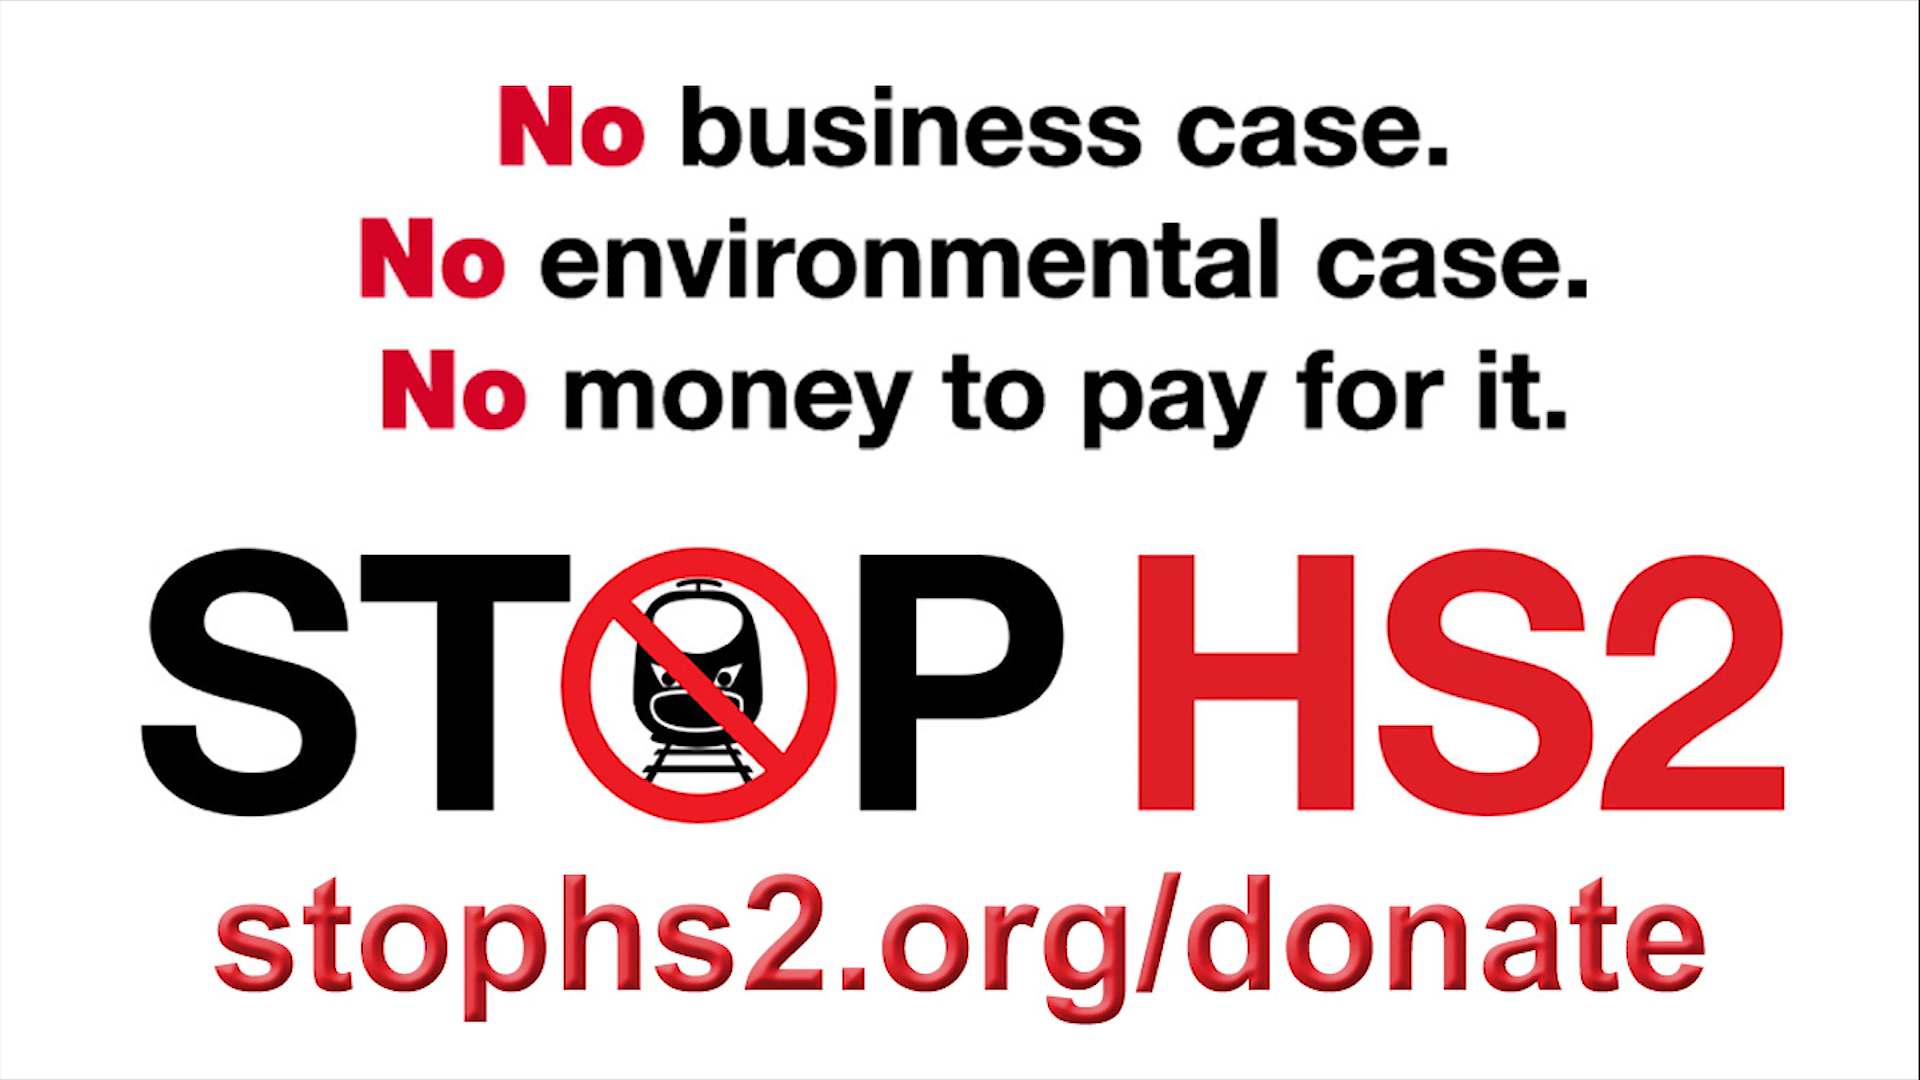 No business case.
No environmental case.
No money to pay for it.
STOP HS2
stophs2.org/donate